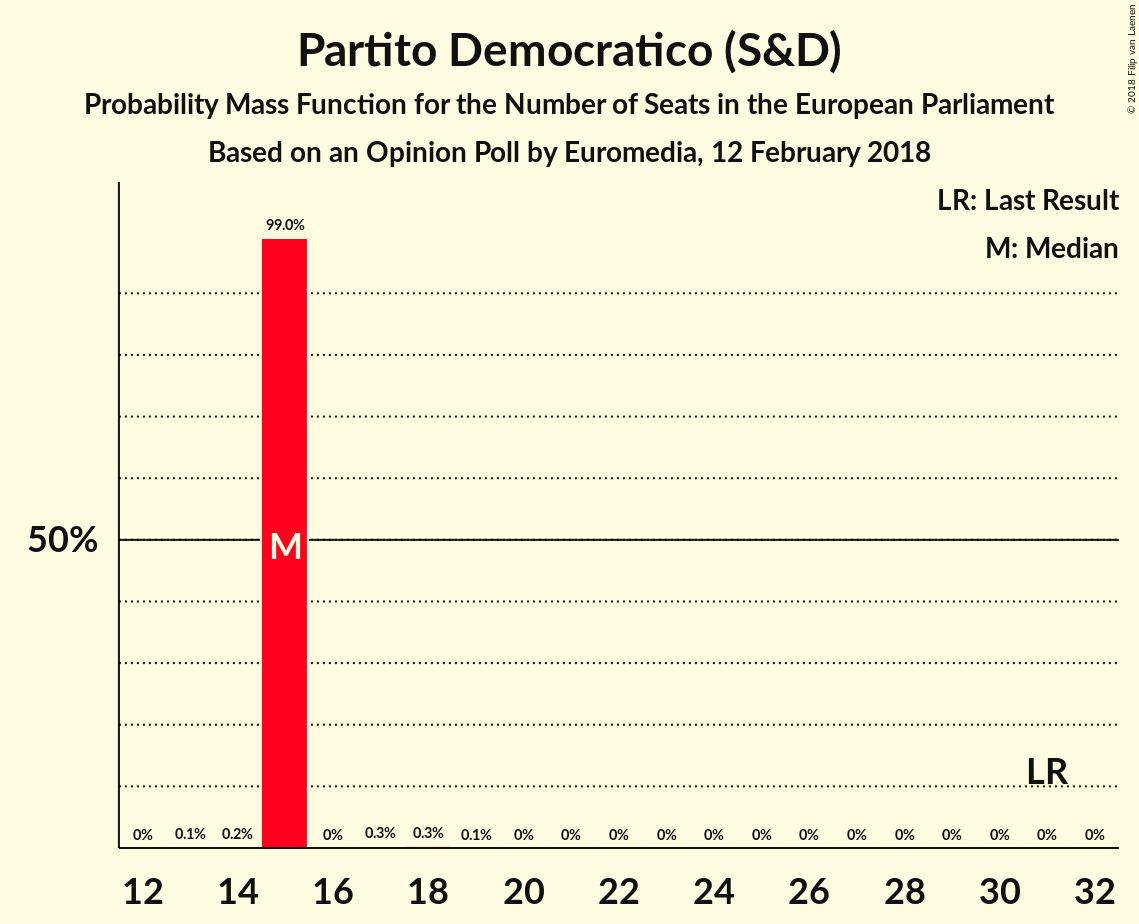 Partito Democratico (S&D)
Probability Mass Function for the Number of Seats in the European Parliament
Based on an Opinion Poll by Euromedia, 12 February 2018
© 2018 Filip van Laenen
LR: Last Result
M: Median
99.0%
50%
M
LR
0% 0.1% 0.2% 0% 0.3% 0.3% 0.1% 0% 0% 0% 0% 0% 0% 0% 0% 0% 0% 0% 0% 0%
12 14 16 18 20 22 24 26 28 30 32